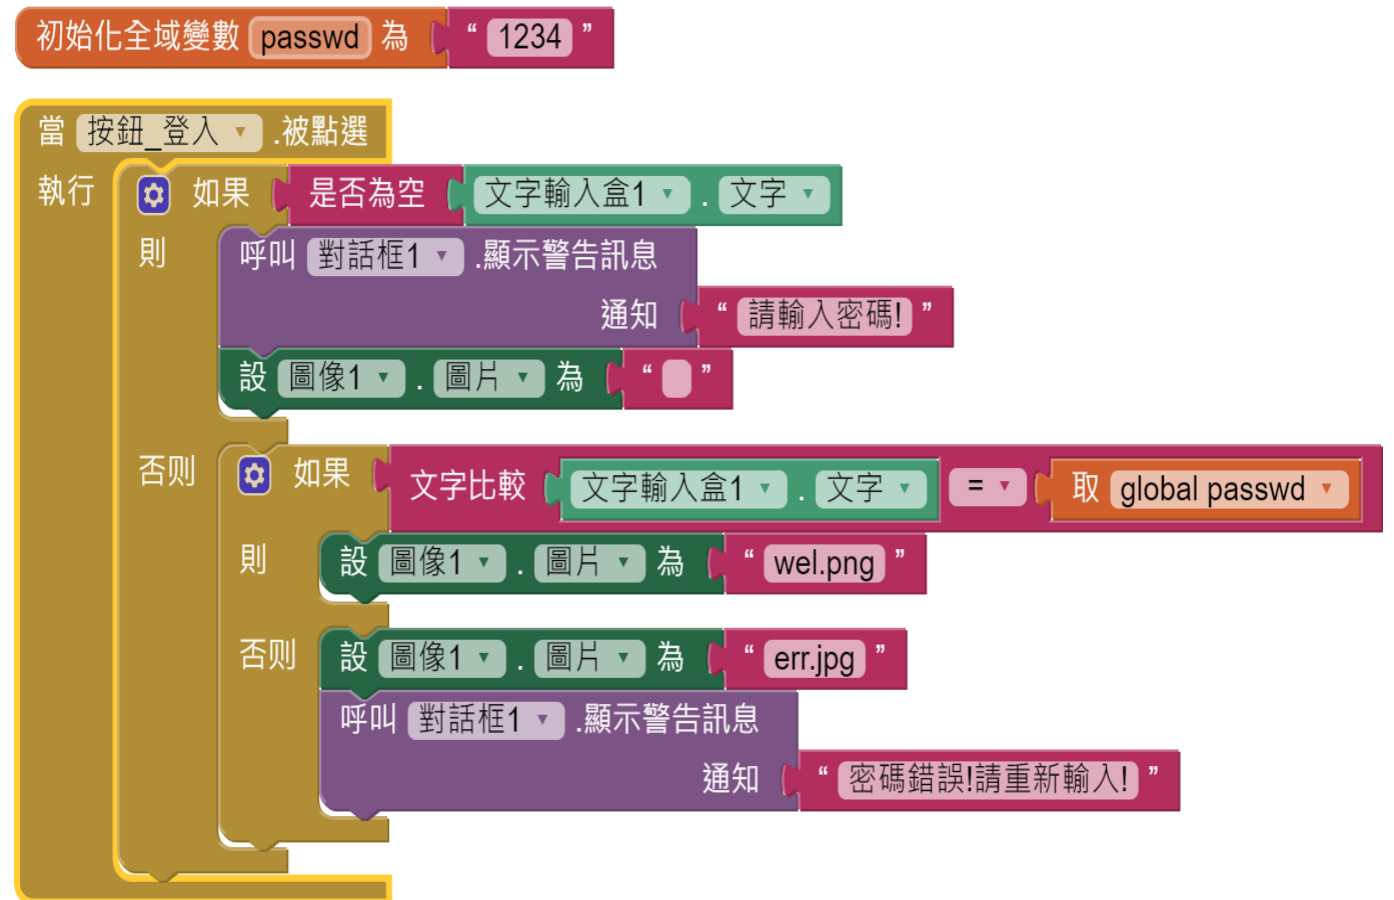 初始化全域變數 passwd 為 “ 1234 ”
當 按鈕_登入 .被點選
執行 如果 是否為空 文字輸入盒1 . 文字
則 呼叫 對話框1 .顯示警告訊息
通知 “ 請輸入密碼! ”
設 圖像1 . 圖片 為 “ ”
否則 如果 文字比較 文字輸入盒1 . 文字 = 取 global passwd
則 設 圖像1 . 圖片 為 “ wel.png ”
否則 設 圖像1 . 圖片 為 “ err.jpg ”
呼叫 對話框1 .顯示警告訊息
通知 “ 密碼錯誤!請重新輸入! ”